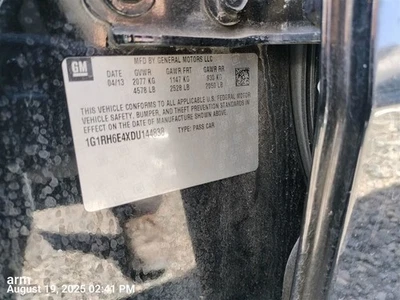 GM
MFD BY GENERAL MOTORS LLC
DATE GVWR GAWR FRT GAWR RR
04/13 2077 KG 1147 KG 930 KG
4578 LB 2528 LB 2050 LB
THIS VEHICLE CONFORMS TO ALL APPLICABLE U.S. FEDERAL MOTOR
VEHICLE SAFETY, BUMPER, AND THEFT PREVENTION STANDARDS IN
EFFECT ON THE DATE OF MANUFACTURE SHOWN ABOVE.
1G1RH6E4XDU144839 TYPE: PASS CAR
arm
August 19, 2025 02:41 PM